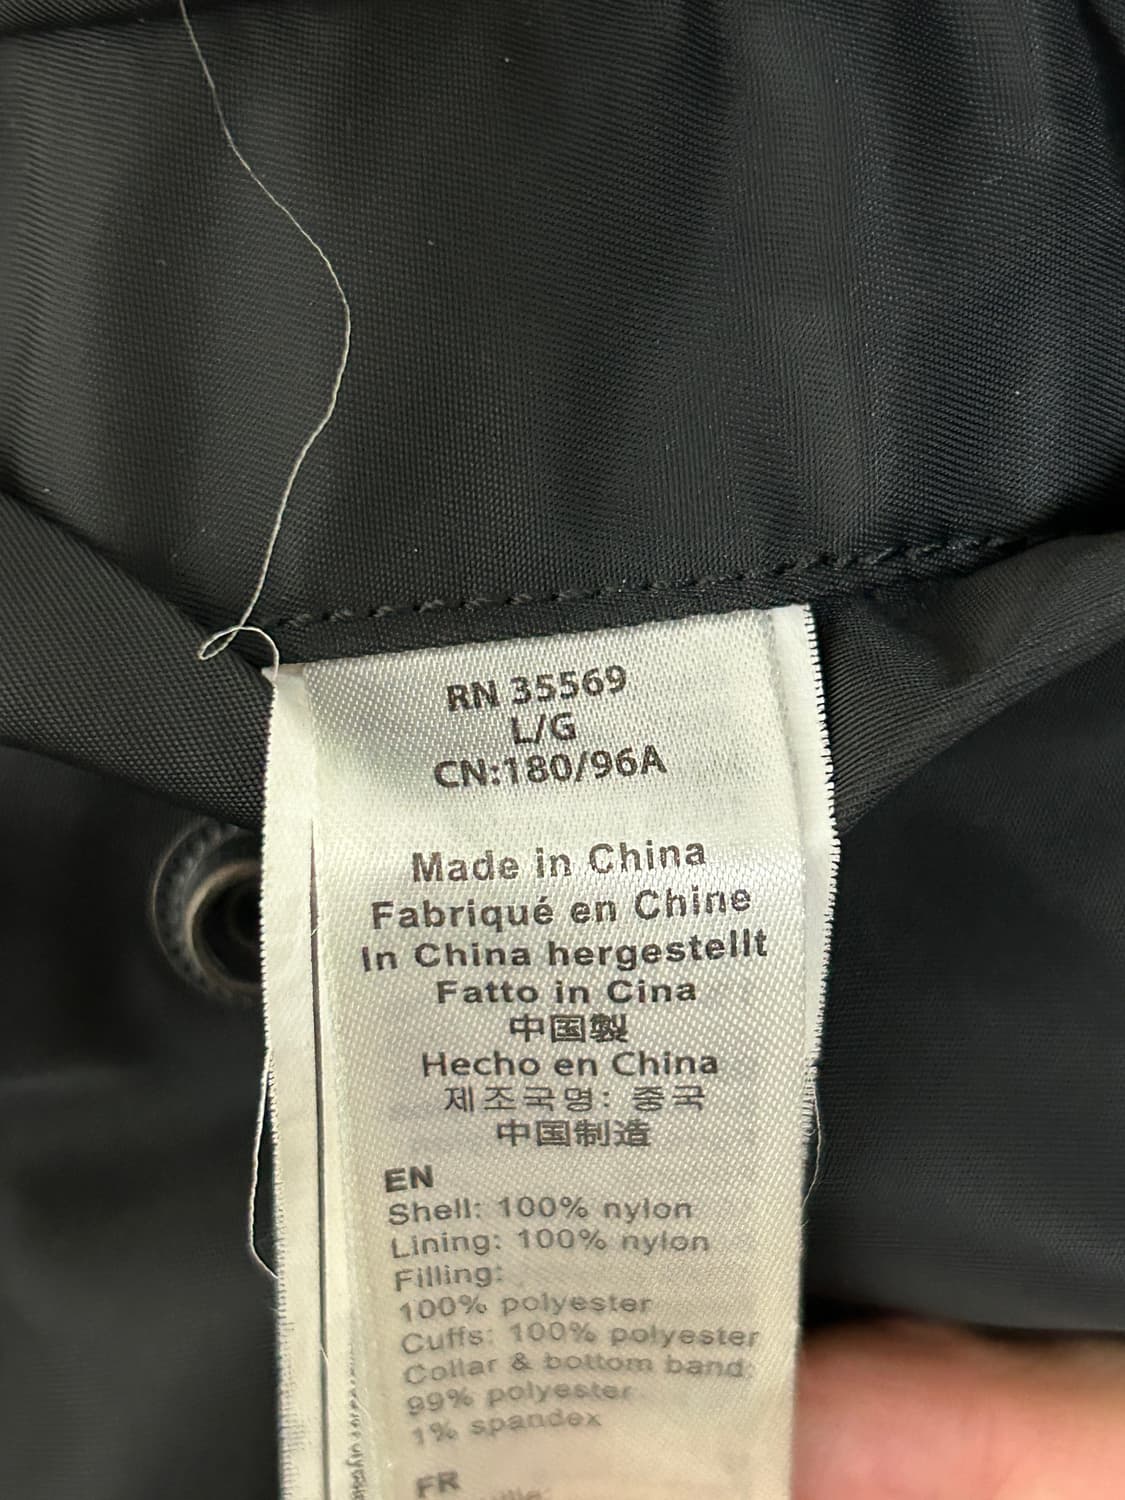 RN 35569
L/G
CN:180/96A
Made in China
Fabriqué en Chine
In China hergestellt
Fatto in Cina
中国製
Hecho en China
제조국명: 중국
中国制造
EN
Shell: 100% nylon
Lining: 100% nylon
Filling:
100% polyester
Cuffs: 100% polyester
Collar & bottom band:
99% polyester
1% spandex
FR